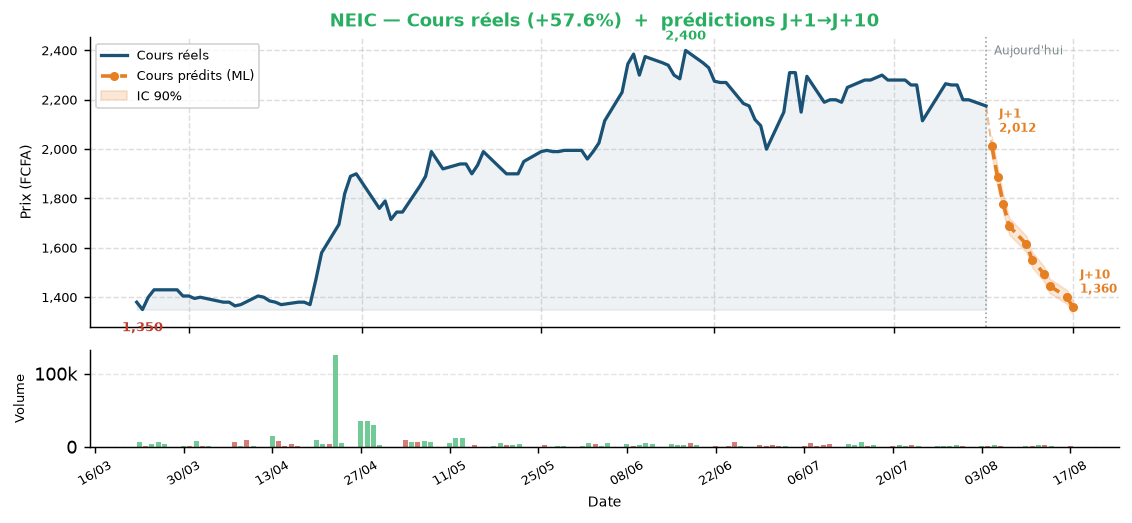 NEIC — Cours réels (+57.6%)  +  prédictions J+1→J+10
2,400
Cours réels
Cours prédits (ML)
IC 90%
Aujourd'hui
J+1
2,012
J+10
1,360
1,350
Prix (FCFA)
2,400
2,200
2,000
1,800
1,600
1,400
Volume
100k
0
16/03
30/03
13/04
27/04
11/05
25/05
08/06
22/06
06/07
20/07
03/08
17/08
Date